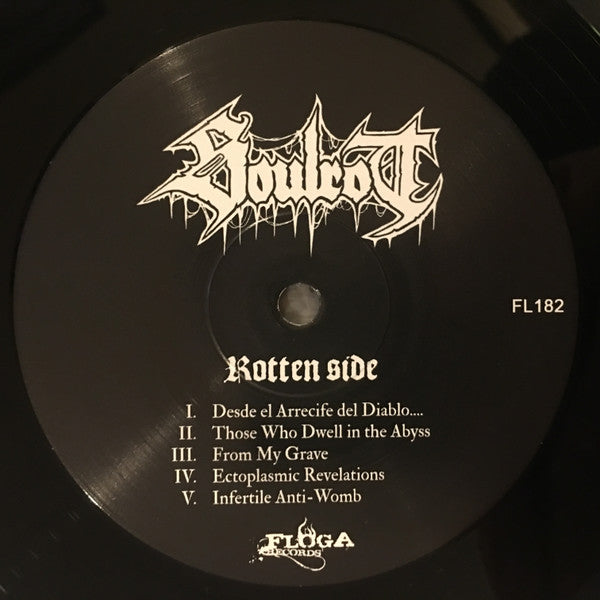 Soulrot
FL182
Rotten side
I. Desde el Arrecife del Diablo....
II. Those Who Dwell in the Abyss
III. From My Grave
IV. Ectoplasmic Revelations
V. Infertile Anti-Womb
FLOGA
RECORDS